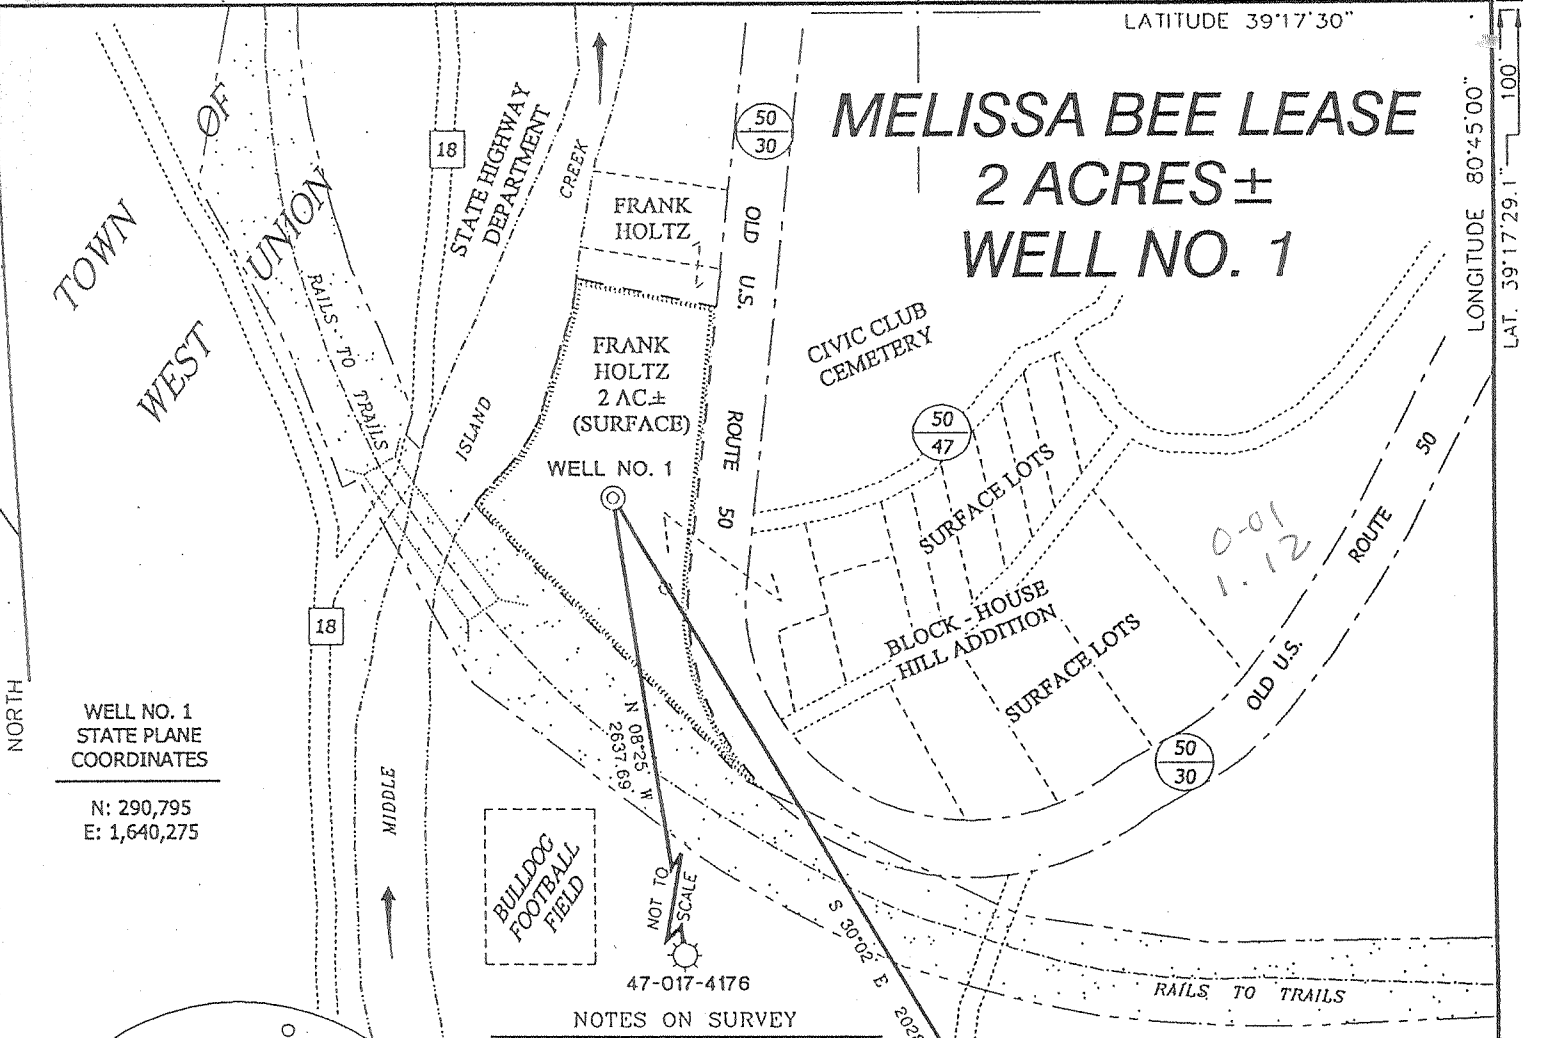 LATITUDE 39°17'30"
100'
LONGITUDE 80°45'00"
LAT. 39°17'29.1"
MELISSA BEE LEASE
2 ACRES ±
WELL NO. 1
TOWN OF
WEST UNION
RAILS TO TRAILS
18
STATE HIGHWAY
DEPARTMENT
CREEK
ISLAND
MIDDLE
FRANK
HOLTZ
FRANK
HOLTZ
2 AC.±
(SURFACE)
WELL NO. 1
50
30
OLD U.S. ROUTE 50
CIVIC CLUB
CEMETERY
50
47
SURFACE LOTS
BLOCK - HOUSE
HILL ADDITION
SURFACE LOTS
0-01
1.12
OLD U.S. ROUTE 50
50
30
18
NORTH
WELL NO. 1
STATE PLANE
COORDINATES
N: 290,795
E: 1,640,275
N 08°25' W
2637.69'
BULLDOG
FOOTBALL
FIELD
NOT TO
SCALE
47-017-4176
S 30°02' E
RAILS TO TRAILS
NOTES ON SURVEY